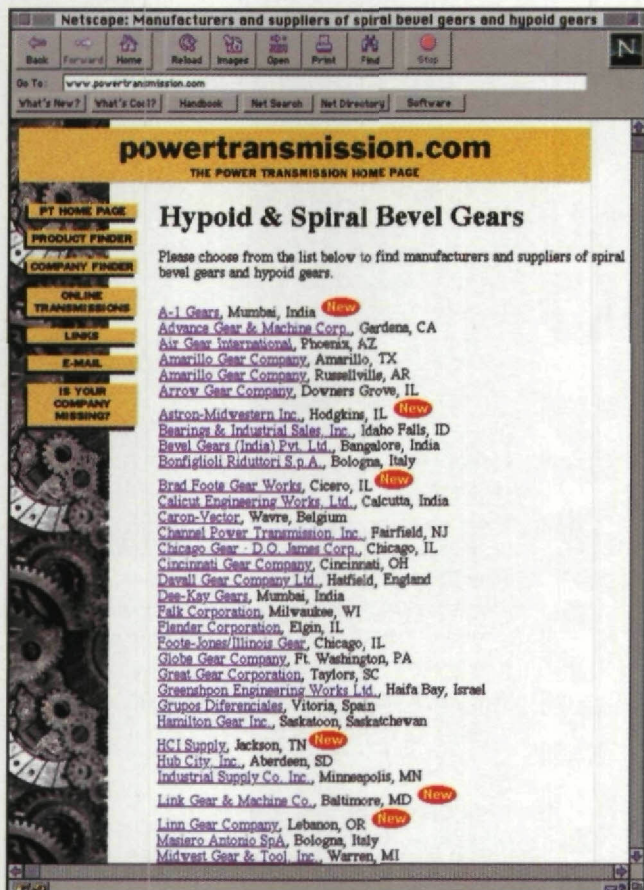 Netscape: Manufacturers and suppliers of spiral bevel gears and hypoid gears
Back Forward Home Reload Images Open Print Find Stop
N
Go To: www.powertransmission.com
What's New? What's Cool? Handbook Net Search Net Directory Software
powertransmission.com
THE POWER TRANSMISSION HOME PAGE
PT HOME PAGE
PRODUCT FINDER
COMPANY FINDER
ONLINE
TRANSMISSIONS
LINKS
E-MAIL
IS YOUR
COMPANY
MISSING?
Hypoid & Spiral Bevel Gears
Please choose from the list below to find manufacturers and suppliers of spiral
bevel gears and hypoid gears.
A-1 Gears, Mumbai, India New
Advance Gear & Machine Corp., Gardena, CA
Air Gear International, Phoenix, AZ
Amarillo Gear Company, Amarillo, TX
Amarillo Gear Company, Russellville, AR
Arrow Gear Company, Downers Grove, IL
Astron-Midwestern Inc., Hodgkins, IL New
Bearings & Industrial Sales, Inc., Idaho Falls, ID
Bevel Gears (India) Pvt. Ltd., Bangalore, India
Bonfiglioli Riduttori S.p.A., Bologna, Italy
Brad Foote Gear Works, Cicero, IL New
Calicut Engineering Works, Ltd., Calcutta, India
Caron-Vector, Wavre, Belgium
Channel Power Transmission, Inc., Fairfield, NJ
Chicago Gear - D.O. James Corp., Chicago, IL
Cincinnati Gear Company, Cincinnati, OH
Davall Gear Company Ltd., Hatfield, England
Dee-Kay Gears, Mumbai, India
Falk Corporation, Milwaukee, WI
Flender Corporation, Elgin, IL
Foote-Jones/Illinois Gear, Chicago, IL
Globe Gear Company, Ft. Washington, PA
Great Gear Corporation, Taylors, SC
Greenshpon Engineering Works Ltd., Haifa Bay, Israel
Grupos Diferenciales, Vitoria, Spain
Hamilton Gear Inc., Saskatoon, Saskatchewan
HCI Supply, Jackson, TN New
Hub City, Inc., Aberdeen, SD
Industrial Supply Co. Inc., Minneapolis, MN
Link Gear & Machine Co., Baltimore, MD New
Linn Gear Company, Lebanon, OR New
Masiero Antonio SpA, Bologna, Italy
Midwest Gear & Tool, Inc., Warren, MI